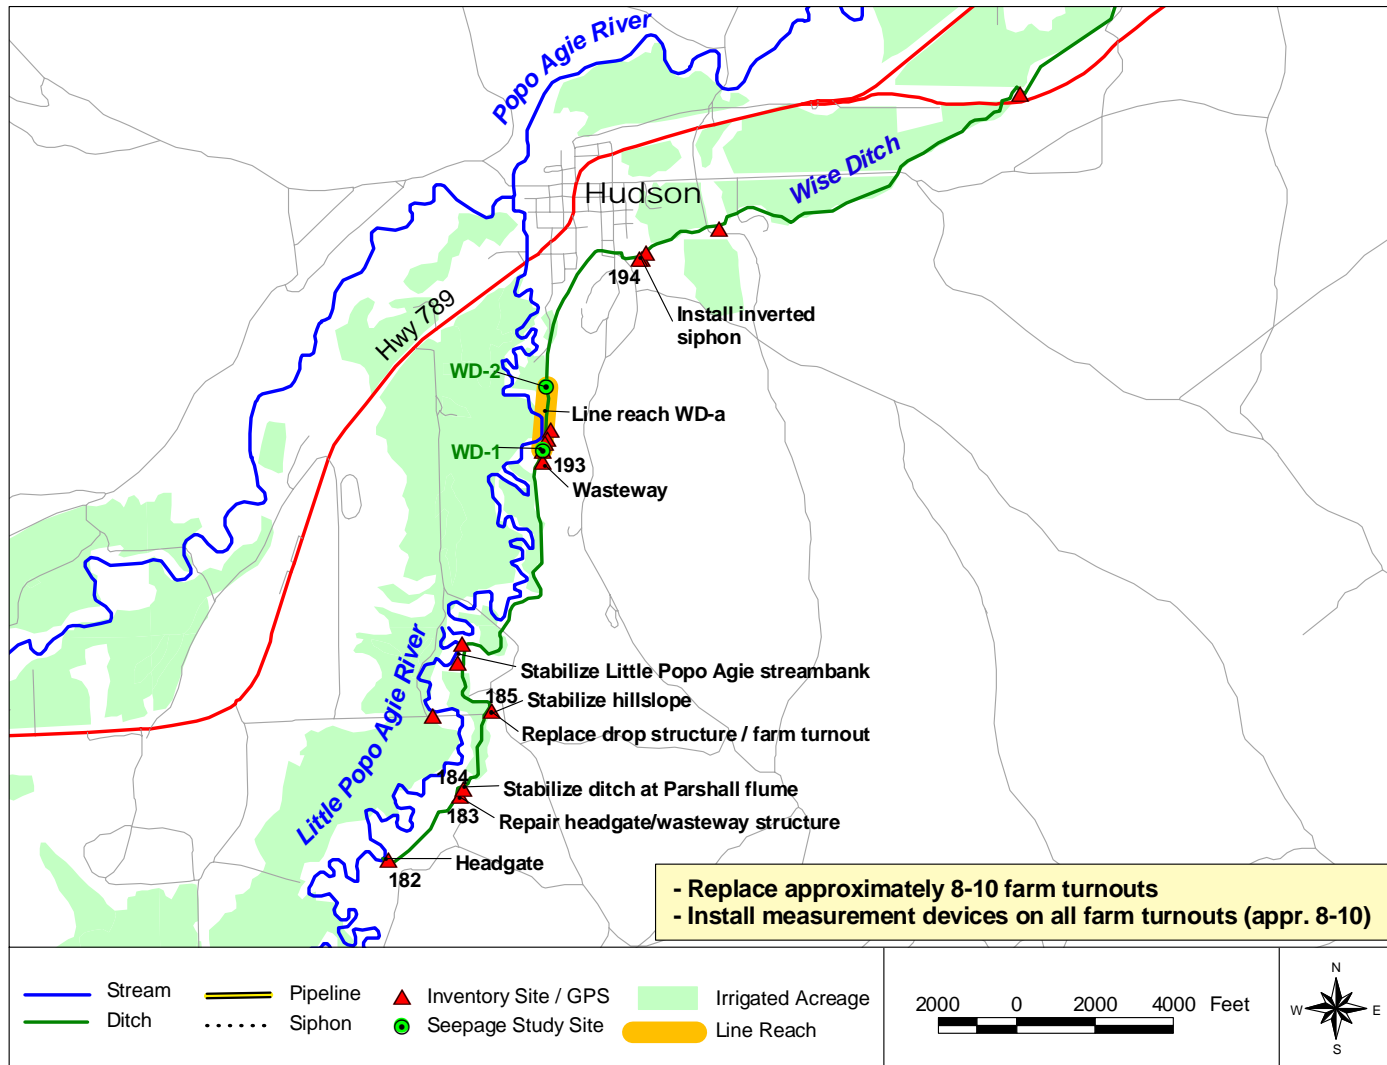 Popo Agie River
Wise Ditch
Hudson
194
Install inverted
siphon
Hwy 789
WD-2
Line reach WD-a
WD-1
193
Wasteway
Little Popo Agie River
Stabilize Little Popo Agie streambank
185
Stabilize hillslope
Replace drop structure / farm turnout
184
Stabilize ditch at Parshall flume
183
Repair headgate/wasteway structure
Headgate
182
- Replace approximately 8-10 farm turnouts
- Install measurement devices on all farm turnouts (appr. 8-10)
Stream
Pipeline
Inventory Site / GPS
Irrigated Acreage
Ditch
Siphon
Seepage Study Site
Line Reach
2000 0 2000 4000 Feet
N
W E
S